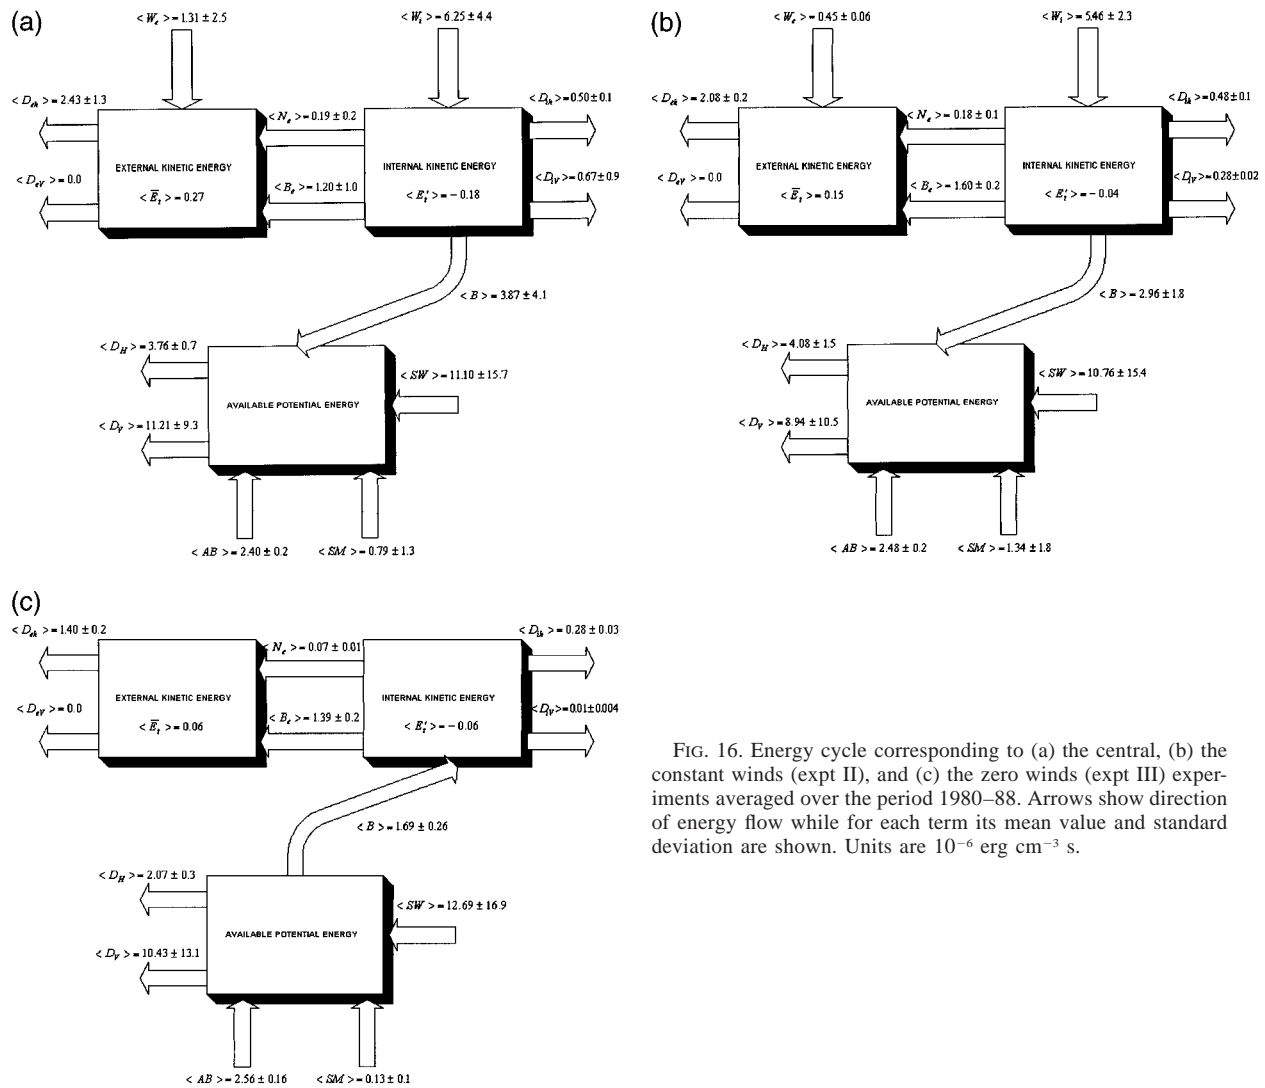 (a)
< W_e > = 1.31 ± 2.5
< W_i > = 6.25 ± 4.4
< D_eh > = 2.43 ± 1.3
< N_e > = 0.19 ± 0.2
< D_ih > = 0.50 ± 0.1
EXTERNAL KINETIC ENERGY
INTERNAL KINETIC ENERGY
< D_eV > = 0.0
< B_e > = 1.20 ± 1.0
< D_iV > = 0.67 ± 0.9
< E̅_t > = 0.27
< E'_t > = − 0.18
< B > = 3.87 ± 4.1
< D_H > = 3.76 ± 0.7
< SW > = 11.10 ± 15.7
AVAILABLE POTENTIAL ENERGY
< D_V > = 11.21 ± 9.3
< AB > = 2.40 ± 0.2
< SM > = 0.79 ± 1.3
(b)
< W_e > = 0.45 ± 0.06
< W_i > = 5.46 ± 2.3
< D_eh > = 2.08 ± 0.2
< N_e > = 0.18 ± 0.1
< D_ih > = 0.48 ± 0.1
EXTERNAL KINETIC ENERGY
INTERNAL KINETIC ENERGY
< D_eV > = 0.0
< B_e > = 1.60 ± 0.2
< D_iV > = 0.28 ± 0.02
< E̅_t > = 0.15
< E'_t > = − 0.04
< B > = 2.96 ± 1.8
< D_H > = 4.08 ± 1.5
< SW > = 10.76 ± 15.4
AVAILABLE POTENTIAL ENERGY
< D_V > = 8.94 ± 10.5
< AB > = 2.48 ± 0.2
< SM > = 1.34 ± 1.8
(c)
< D_eh > = 1.40 ± 0.2
< N_e > = 0.07 ± 0.01
< D_ih > = 0.28 ± 0.03
EXTERNAL KINETIC ENERGY
INTERNAL KINETIC ENERGY
< D_eV > = 0.0
< B_e > = 1.39 ± 0.2
< D_iV > = 0.01 ± 0.004
< E̅_t > = 0.06
< E'_t > = − 0.06
< B > = 1.69 ± 0.26
< D_H > = 2.07 ± 0.3
< SW > = 12.69 ± 16.9
AVAILABLE POTENTIAL ENERGY
< D_V > = 10.43 ± 13.1
< AB > = 2.56 ± 0.16
< SM > = 0.13 ± 0.1
FIG. 16. Energy cycle corresponding to (a) the central, (b) the
constant winds (expt II), and (c) the zero winds (expt III) exper-
iments averaged over the period 1980–88. Arrows show direction
of energy flow while for each term its mean value and standard
deviation are shown. Units are 10⁻⁶ erg cm⁻³ s.